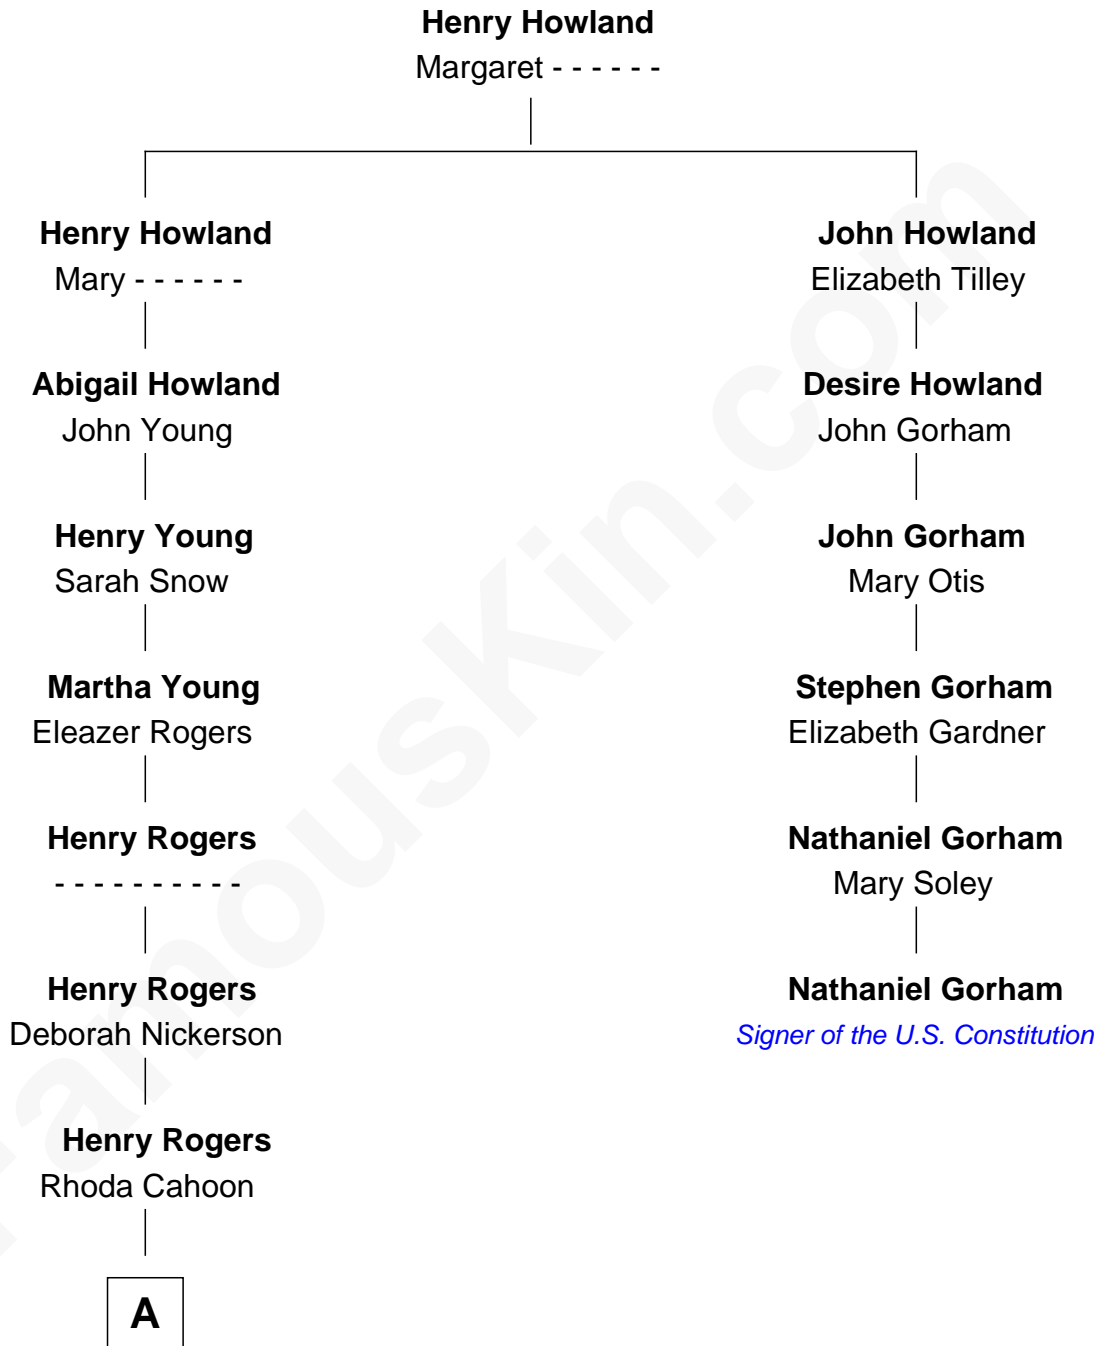 Henry Howland
Margaret - - - - - -
Henry Howland
Mary - - - - - -
Abigail Howland
John Young
Henry Young
Sarah Snow
Martha Young
Eleazer Rogers
Henry Rogers
- - - - - - - - - -
Henry Rogers
Deborah Nickerson
Henry Rogers
Rhoda Cahoon
A
John Howland
Elizabeth Tilley
Desire Howland
John Gorham
John Gorham
Mary Otis
Stephen Gorham
Elizabeth Gardner
Nathaniel Gorham
Mary Soley
Nathaniel Gorham
Signer of the U.S. Constitution
FamousKin.com